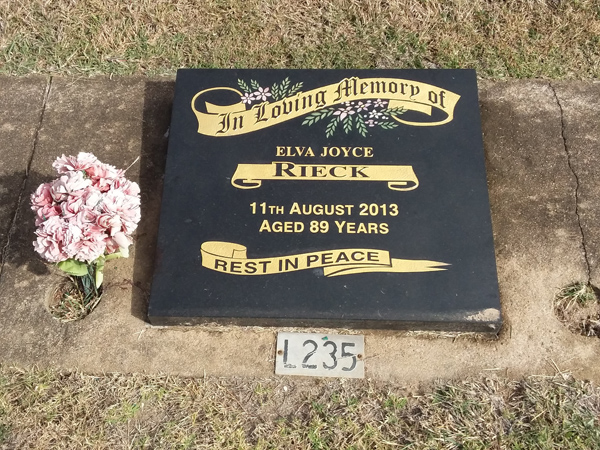 In Loving Memory of
ELVA JOYCE
RIECK
11TH AUGUST 2013
AGED 89 YEARS
REST IN PEACE
L235